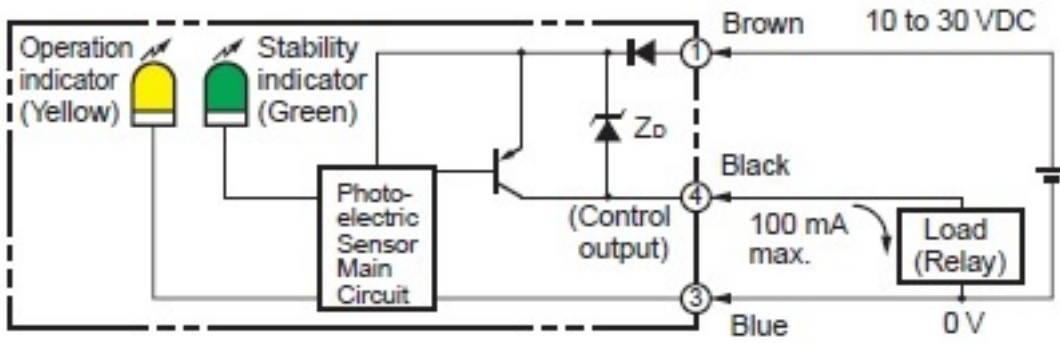 Operation
indicator
(Yellow)
Stability
indicator
(Green)
Brown
10 to 30 VDC
1
ZD
Black
4
(Control
output)
100 mA
max.
Load
(Relay)
Photo-
electric
Sensor
Main
Circuit
3
Blue
0 V